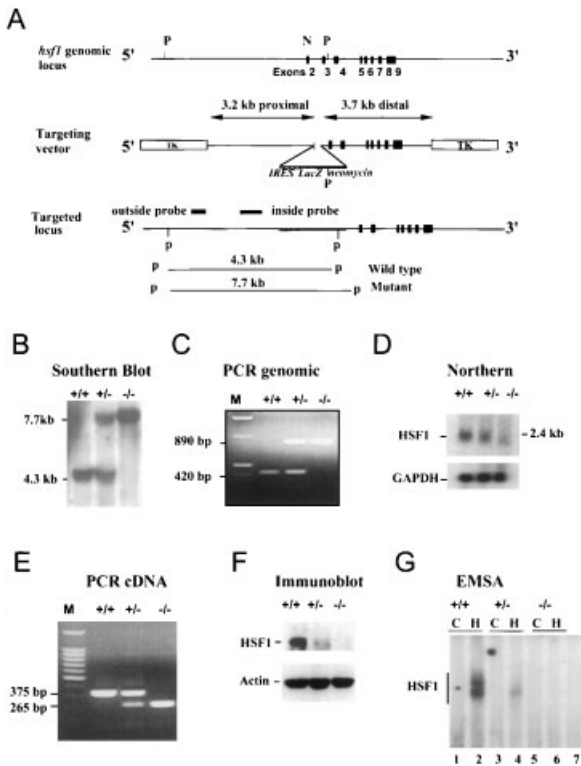 A
hsf1 genomic locus
5'
P
N
P
3'
Exons 2 3 4 5 6 7 8 9
3.2 kb proximal
3.7 kb distal
Targeting vector
5'
TK
TK
3'
IRES LacZ neomycin
P
Targeted locus
outside probe
inside probe
5'
3'
P
P
P
4.3 kb
P
Wild type
P
7.7 kb
P
Mutant
B
Southern Blot
+/+ +/- -/-
7.7kb
4.3 kb
C
PCR genomic
M +/+ +/- -/-
890 bp
420 bp
D
Northern
+/+ +/- -/-
HSF1
2.4 kb
GAPDH
E
PCR cDNA
M +/+ +/- -/-
375 bp
265 bp
F
Immunoblot
+/+ +/- -/-
HSF1
Actin
G
EMSA
+/+ +/- -/-
C H C H C H
HSF1
1 2 3 4 5 6 7